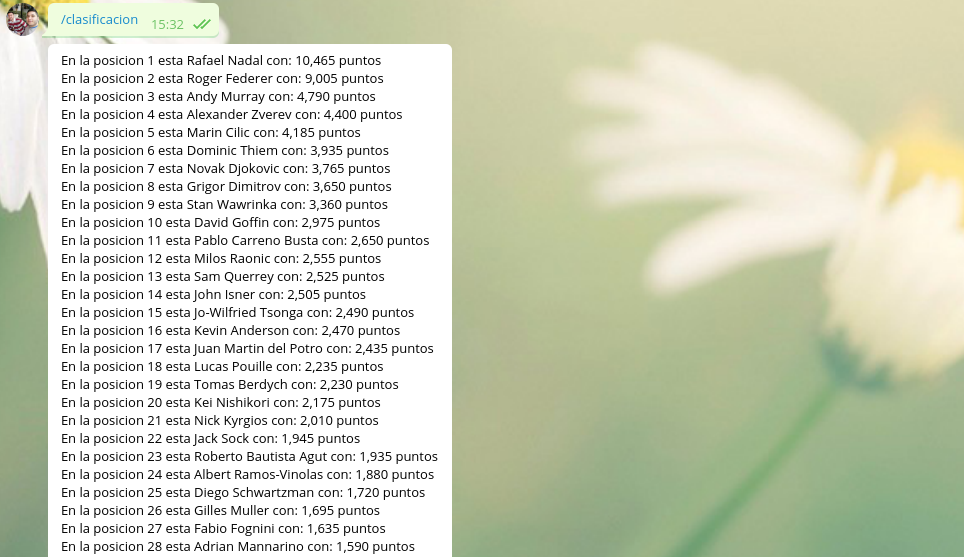 /clasificacion
15:32
En la posicion 1 esta Rafael Nadal con: 10,465 puntos
En la posicion 2 esta Roger Federer con: 9,005 puntos
En la posicion 3 esta Andy Murray con: 4,790 puntos
En la posicion 4 esta Alexander Zverev con: 4,400 puntos
En la posicion 5 esta Marin Cilic con: 4,185 puntos
En la posicion 6 esta Dominic Thiem con: 3,935 puntos
En la posicion 7 esta Novak Djokovic con: 3,765 puntos
En la posicion 8 esta Grigor Dimitrov con: 3,650 puntos
En la posicion 9 esta Stan Wawrinka con: 3,360 puntos
En la posicion 10 esta David Goffin con: 2,975 puntos
En la posicion 11 esta Pablo Carreno Busta con: 2,650 puntos
En la posicion 12 esta Milos Raonic con: 2,555 puntos
En la posicion 13 esta Sam Querrey con: 2,525 puntos
En la posicion 14 esta John Isner con: 2,505 puntos
En la posicion 15 esta Jo-Wilfried Tsonga con: 2,490 puntos
En la posicion 16 esta Kevin Anderson con: 2,470 puntos
En la posicion 17 esta Juan Martin del Potro con: 2,435 puntos
En la posicion 18 esta Lucas Pouille con: 2,235 puntos
En la posicion 19 esta Tomas Berdych con: 2,230 puntos
En la posicion 20 esta Kei Nishikori con: 2,175 puntos
En la posicion 21 esta Nick Kyrgios con: 2,010 puntos
En la posicion 22 esta Jack Sock con: 1,945 puntos
En la posicion 23 esta Roberto Bautista Agut con: 1,935 puntos
En la posicion 24 esta Albert Ramos-Vinolas con: 1,880 puntos
En la posicion 25 esta Diego Schwartzman con: 1,720 puntos
En la posicion 26 esta Gilles Muller con: 1,695 puntos
En la posicion 27 esta Fabio Fognini con: 1,635 puntos
En la posicion 28 esta Adrian Mannarino con: 1,590 puntos